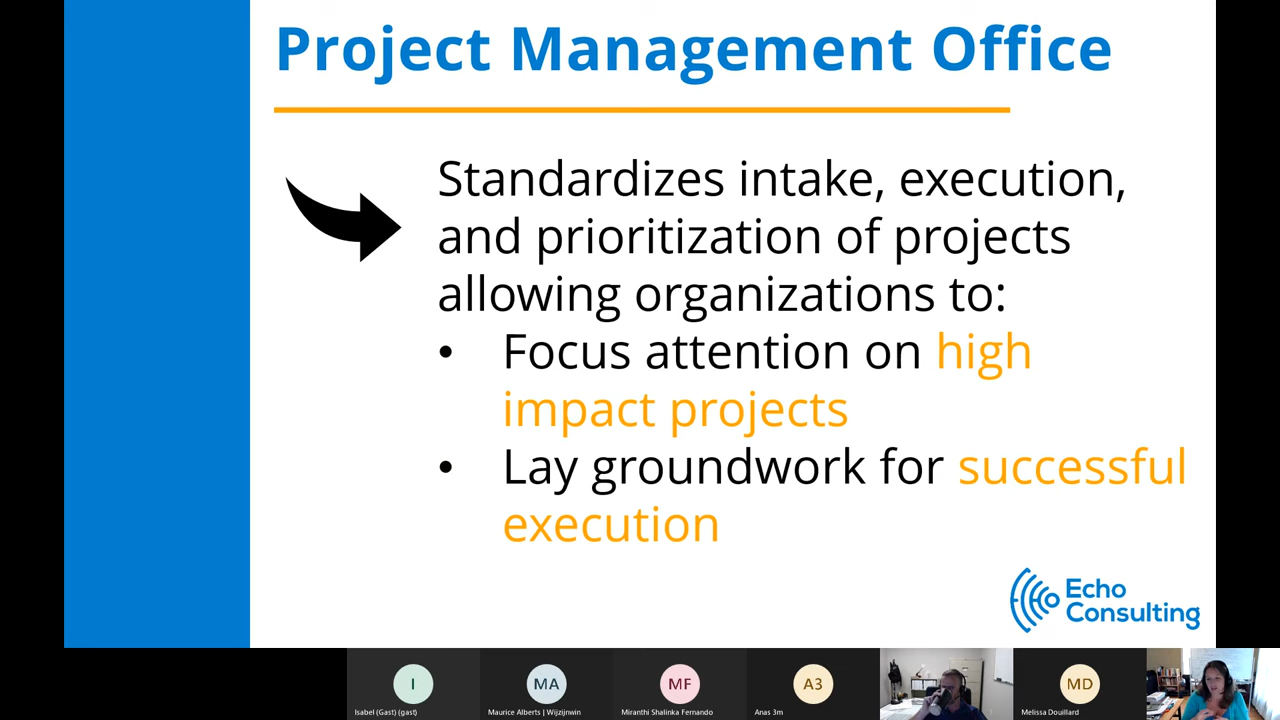 Project Management Office
Standardizes intake, execution,
and prioritization of projects
allowing organizations to:
• Focus attention on high
impact projects
• Lay groundwork for successful
execution
Echo
Consulting
I
MA
MF
A3
MD
Isabel (Gast) (gast)
Maurice Alberts | Wijzijnwin
Miranthi Shalinka Fernando
Anas 3m
Melissa Douillard